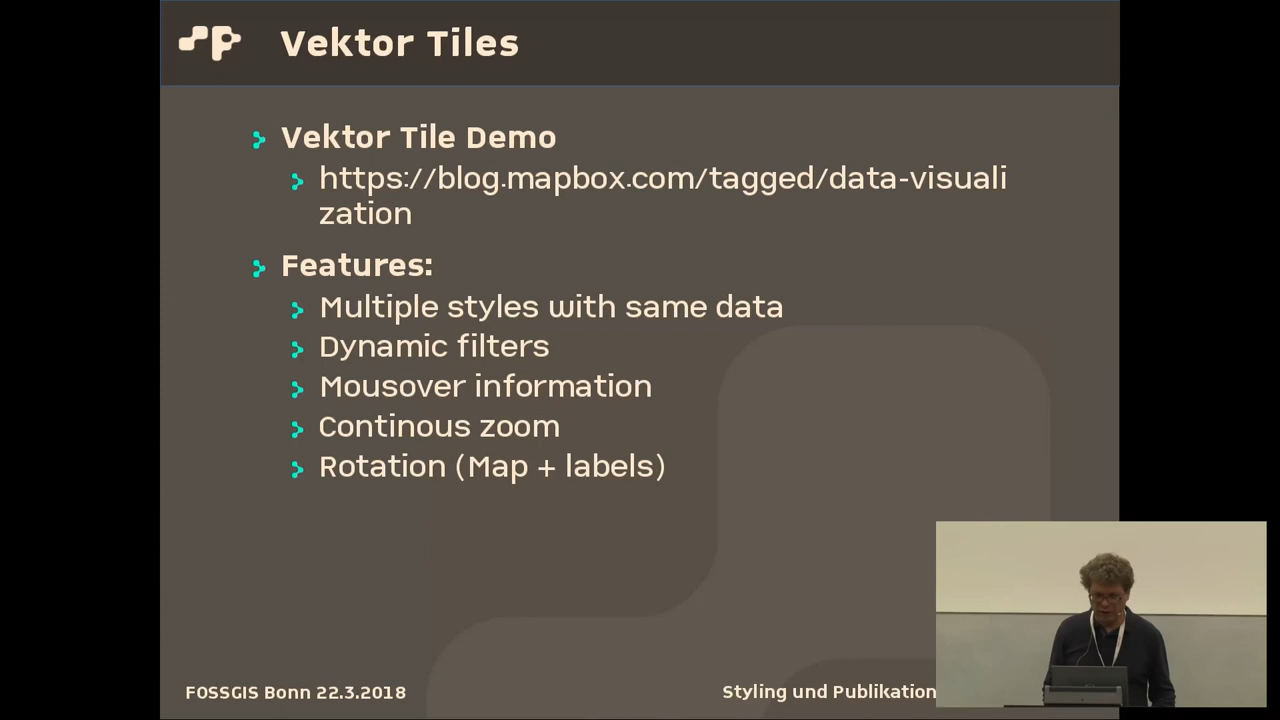 Vektor Tiles
Vektor Tile Demo
https://blog.mapbox.com/tagged/data-visuali
zation
Features:
Multiple styles with same data
Dynamic filters
Mousover information
Continous zoom
Rotation (Map + labels)
FOSSGIS Bonn 22.3.2018
Styling und Publikation